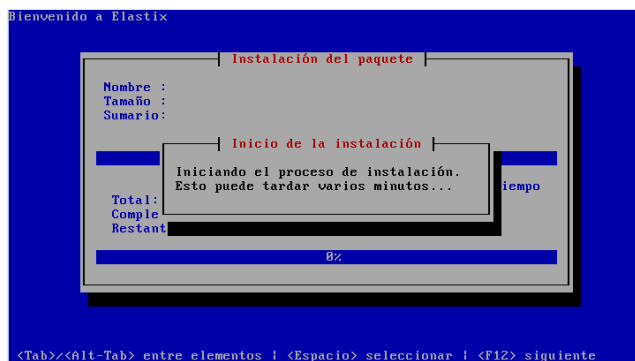 Bienvenido a Elastix
Instalación del paquete
Nombre :
Tamaño :
Sumario:
Inicio de la instalación
Iniciando el proceso de instalación.
Esto puede tardar varios minutos...
iempo
Total:
Comple
Restant
0%
<Tab>/<Alt-Tab> entre elementos | <Espacio> seleccionar | <F12> siguiente